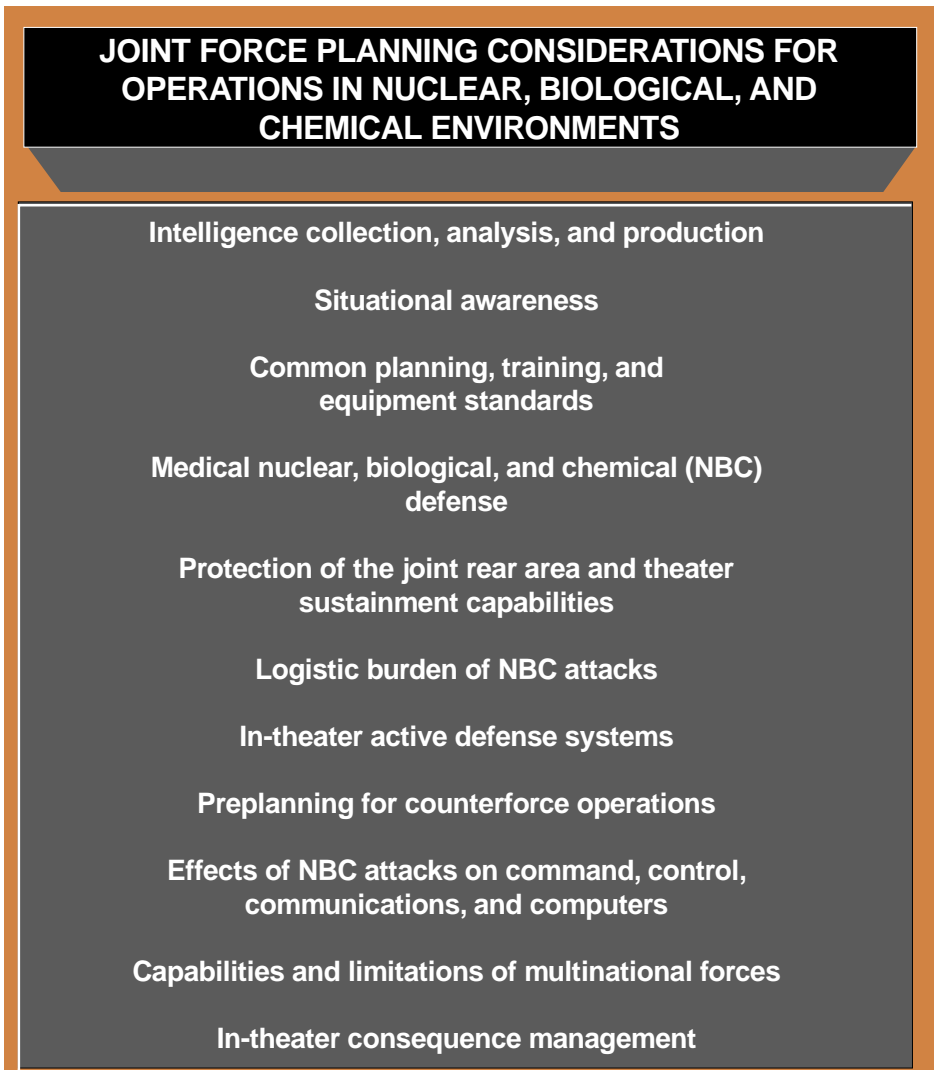 JOINT FORCE PLANNING CONSIDERATIONS FOR
OPERATIONS IN NUCLEAR, BIOLOGICAL, AND
CHEMICAL ENVIRONMENTS
Intelligence collection, analysis, and production
Situational awareness
Common planning, training, and
equipment standards
Medical nuclear, biological, and chemical (NBC)
defense
Protection of the joint rear area and theater
sustainment capabilities
Logistic burden of NBC attacks
In-theater active defense systems
Preplanning for counterforce operations
Effects of NBC attacks on command, control,
communications, and computers
Capabilities and limitations of multinational forces
In-theater consequence management